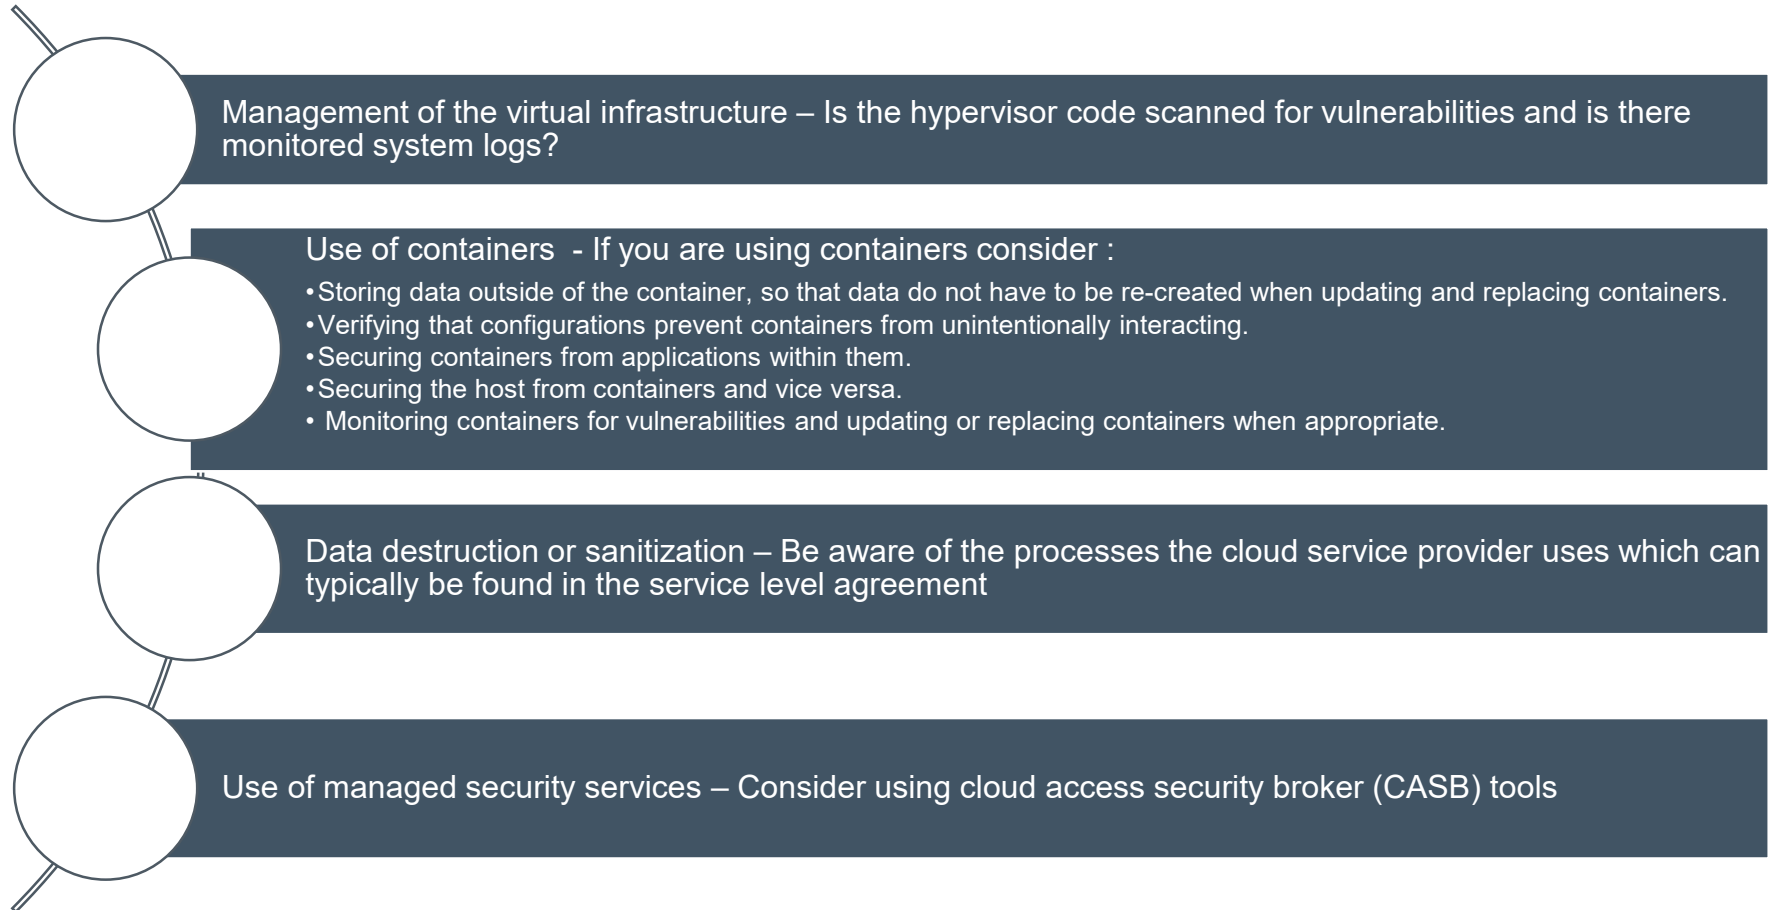 Management of the virtual infrastructure – Is the hypervisor code scanned for vulnerabilities and is there
monitored system logs?
Use of containers  - If you are using containers consider :
•Storing data outside of the container, so that data do not have to be re-created when updating and replacing containers.
•Verifying that configurations prevent containers from unintentionally interacting.
•Securing containers from applications within them.
•Securing the host from containers and vice versa.
• Monitoring containers for vulnerabilities and updating or replacing containers when appropriate.
Data destruction or sanitization – Be aware of the processes the cloud service provider uses which can
typically be found in the service level agreement
Use of managed security services – Consider using cloud access security broker (CASB) tools